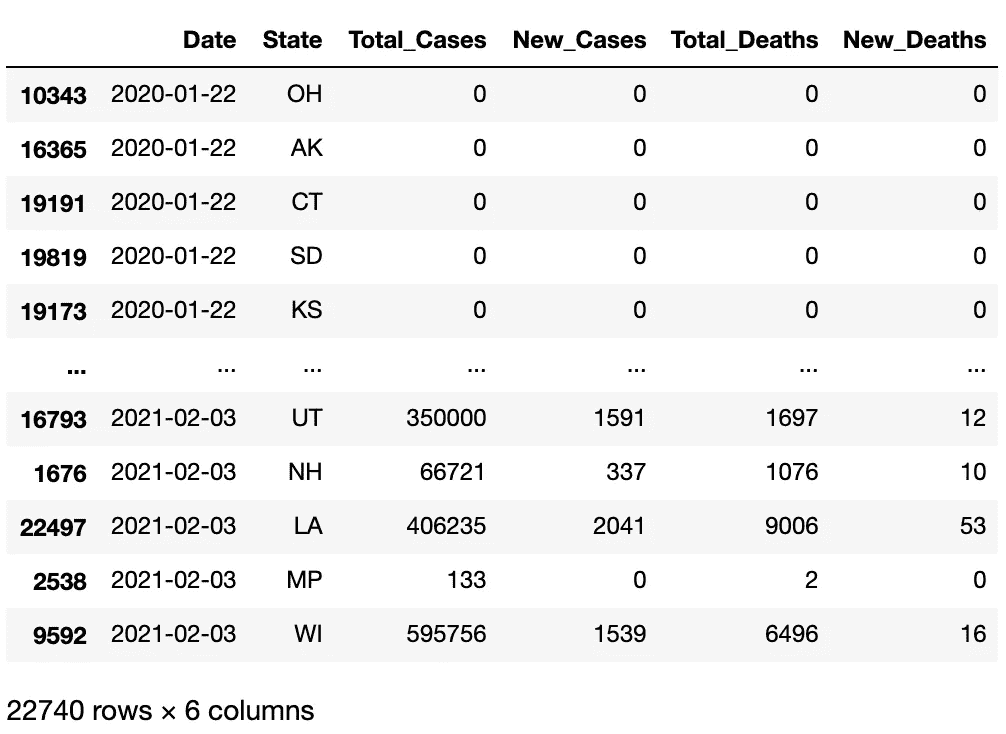 Date State Total_Cases New_Cases Total_Deaths New_Deaths
10343 2020-01-22 OH 0 0 0 0
16365 2020-01-22 AK 0 0 0 0
19191 2020-01-22 CT 0 0 0 0
19819 2020-01-22 SD 0 0 0 0
19173 2020-01-22 KS 0 0 0 0
... ... ... ... ... ... ...
16793 2021-02-03 UT 350000 1591 1697 12
1676 2021-02-03 NH 66721 337 1076 10
22497 2021-02-03 LA 406235 2041 9006 53
2538 2021-02-03 MP 133 0 2 0
9592 2021-02-03 WI 595756 1539 6496 16
22740 rows × 6 columns